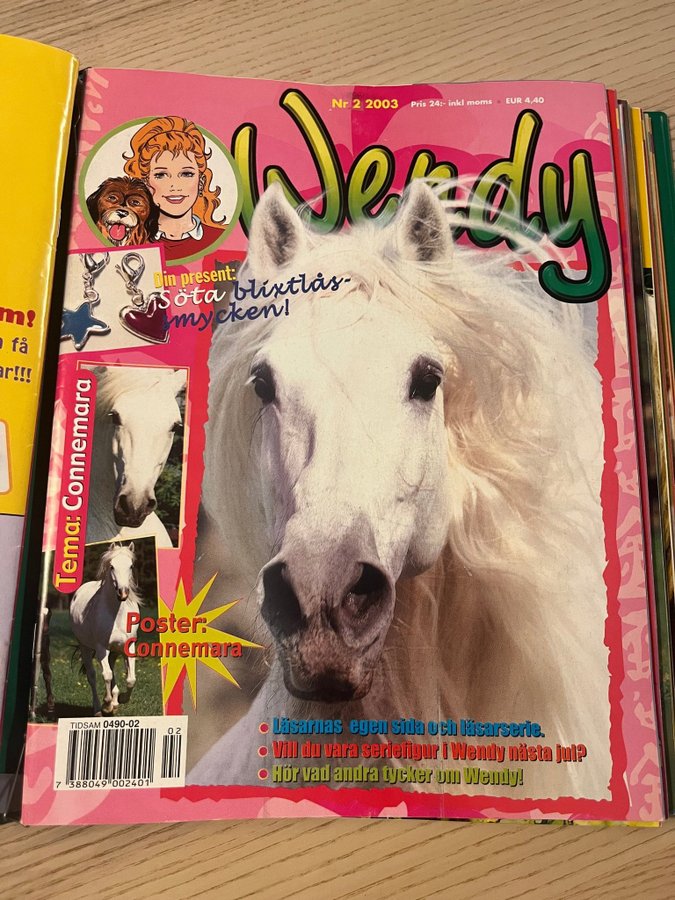 Nr 2 2003 Pris 24:- inkl moms • EUR 4,40
Wendy
Din present:
Söta blixtlås-
smycken!
Tema: Connemara
Poster:
Connemara
• Läsarnas egen sida och läsarserie.
• Vill du vara seriefigur i Wendy nästa jul?
• Hör vad andra tycker om Wendy!
TIDSAM 0490-02
02
7 388049 002401
m!
få
ar!!!